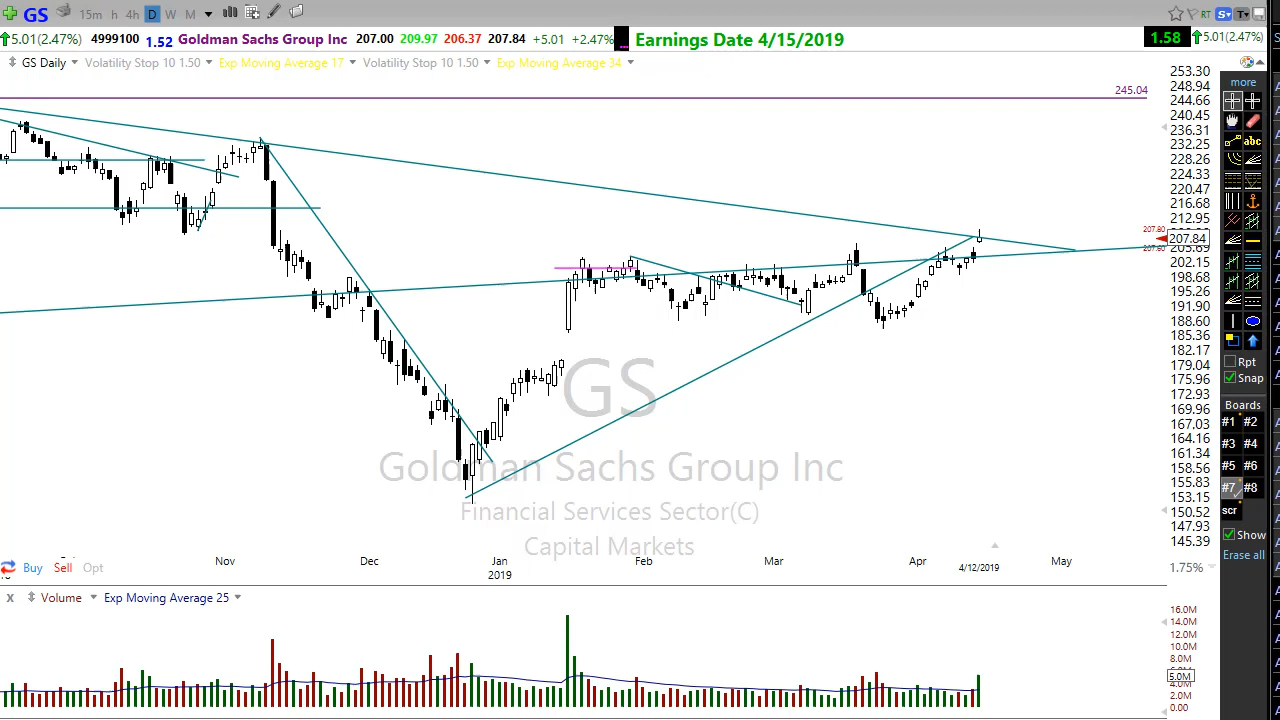 GS 15m h 4h D W M RT S T
5.01(2.47%) 4999100 1.52 Goldman Sachs Group Inc 207.00 209.97 206.37 207.84 +5.01 +2.47% Earnings Date 4/15/2019 1.58 5.01(2.47%)
GS Daily Volatility Stop 10 1.50 Exp Moving Average 17 Volatility Stop 10 1.50 Exp Moving Average 34
253.30
more
245.04
248.94
244.66
240.45
abc
236.31
232.25
228.26
224.33
220.47
216.68
212.95
207.80
207.84
202.15
198.68
195.26
191.90
188.60
185.36
182.17
179.04
175.96
172.93
169.96
167.03
164.16
161.34
158.56
155.83
153.15
150.52
147.93
145.39
Rpt
Snap
Boards
#1 #2
#3 #4
#5 #6
#7 #8
scr
Show
Erase all
GS
Goldman Sachs Group Inc
Financial Services Sector(C)
Capital Markets
Nov Dec Jan Feb Mar Apr 4/12/2019 May
2019
Buy Sell Opt
1.75%
x Volume Exp Moving Average 25
16.0M
14.0M
12.0M
10.0M
8.0M
5.0M
4.0M
2.0M
0.00